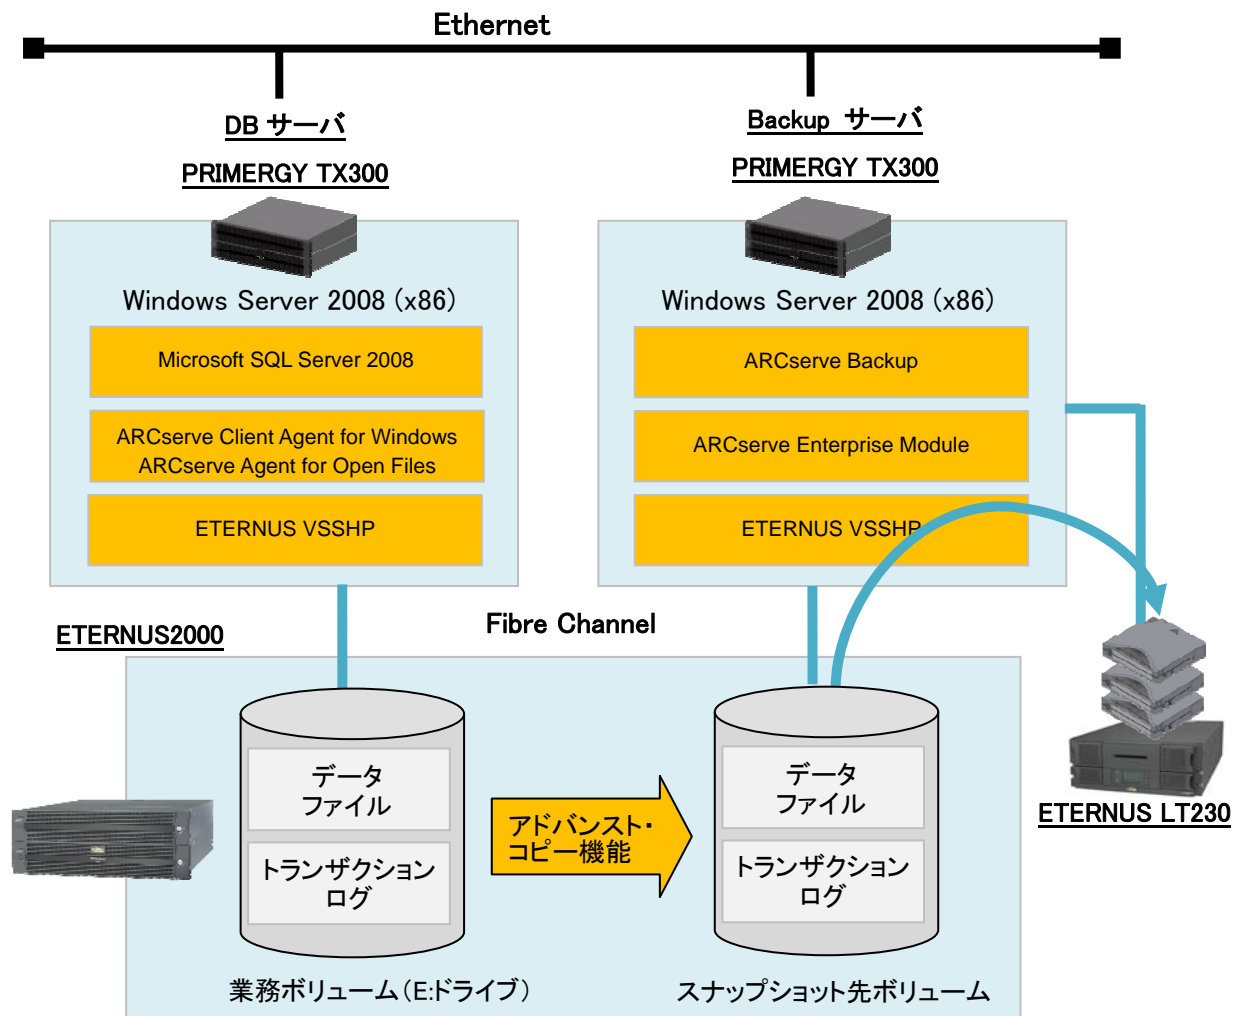 Ethernet
DB サーバ
PRIMERGY TX300
Windows Server 2008 (x86)
Microsoft SQL Server 2008
ARCserve Client Agent for Windows
ARCserve Agent for Open Files
ETERNUS VSSHP
Backup サーバ
PRIMERGY TX300
Windows Server 2008 (x86)
ARCserve Backup
ARCserve Enterprise Module
ETERNUS VSSHP
Fibre Channel
ETERNUS2000
データ
ファイル
トランザクション
ログ
業務ボリューム(E:ドライブ)
アドバンスト・
コピー機能
データ
ファイル
トランザクション
ログ
スナップショット先ボリューム
ETERNUS LT230